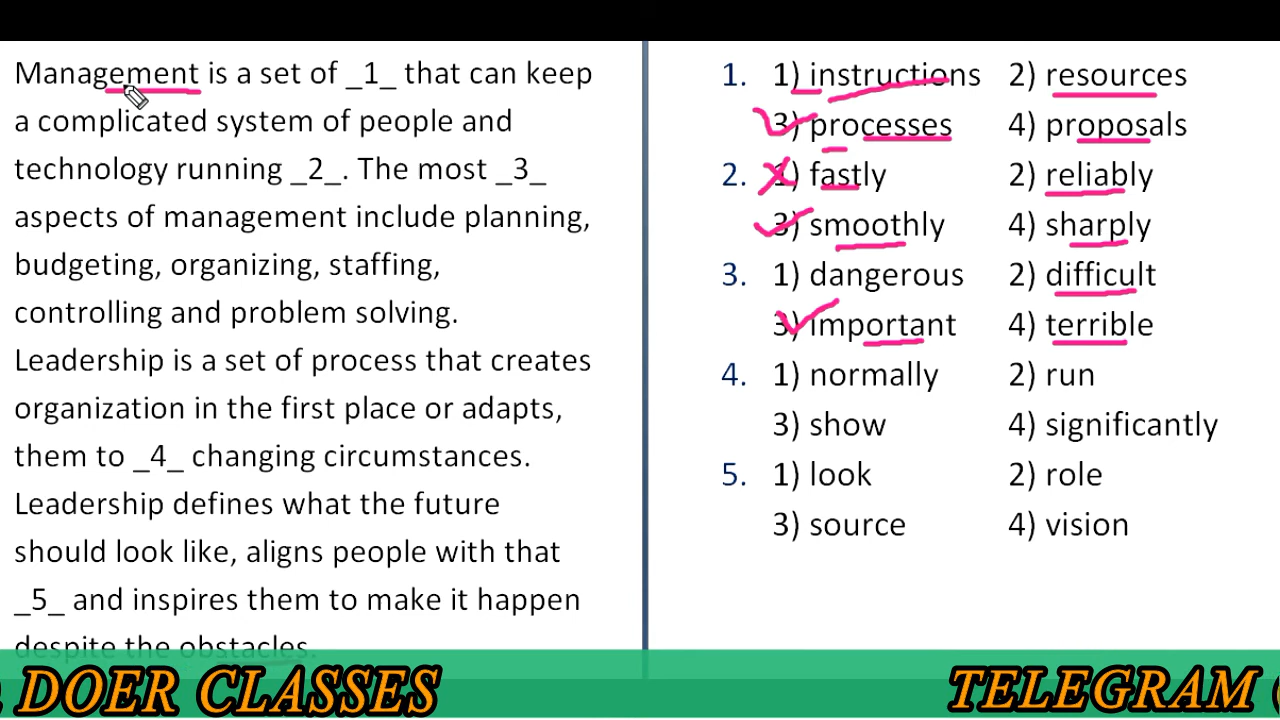 Management is a set of _1_ that can keep
a complicated system of people and
technology running _2_. The most _3_
aspects of management include planning,
budgeting, organizing, staffing,
controlling and problem solving.
Leadership is a set of process that creates
organization in the first place or adapts,
them to _4_ changing circumstances.
Leadership defines what the future
should look like, aligns people with that
_5_ and inspires them to make it happen
despite the obstacles.
1. 1) instructions 2) resources
3) processes 4) proposals
2. 1) fastly 2) reliably
3) smoothly 4) sharply
3. 1) dangerous 2) difficult
3) important 4) terrible
4. 1) normally 2) run
3) show 4) significantly
5. 1) look 2) role
3) source 4) vision
DOER CLASSES TELEGRAM